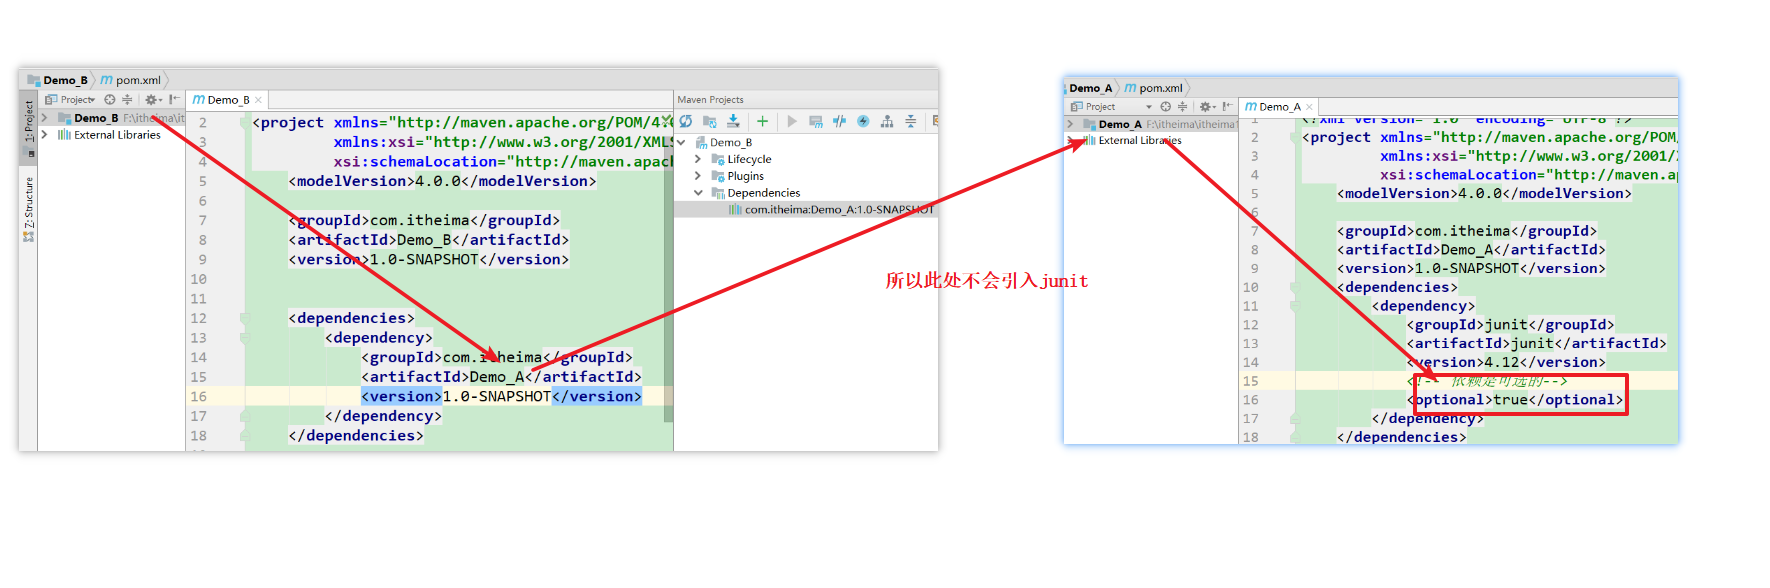 Demo_B
pom.xml
Project
Demo_B
Maven Projects
1: Project
Z: Structure
Demo_B F:\itheima\it
External Libraries
2 <project xmlns="http://maven.apache.org/POM/4.0
3 xmlns:xsi="http://www.w3.org/2001/XMLS
4 xsi:schemaLocation="http://maven.apac
5 <modelVersion>4.0.0</modelVersion>
6
7 <groupId>com.itheima</groupId>
8 <artifactId>Demo_B</artifactId>
9 <version>1.0-SNAPSHOT</version>
10
11
12 <dependencies>
13 <dependency>
14 <groupId>com.itheima</groupId>
15 <artifactId>Demo_A</artifactId>
16 <version>1.0-SNAPSHOT</version>
17 </dependency>
18 </dependencies>
Demo_B
Lifecycle
Plugins
Dependencies
com.itheima:Demo_A:1.0-SNAPSHOT
所以此处不会引入junit
Demo_A
pom.xml
Project
Demo_A
Demo_A F:\itheima\itheima1
External Libraries
1 <?xml version="1.0" encoding="UTF-8"?>
2 <project xmlns="http://maven.apache.org/POM,
3 xmlns:xsi="http://www.w3.org/2001/
4 xsi:schemaLocation="http://maven.ap
5 <modelVersion>4.0.0</modelVersion>
6
7 <groupId>com.itheima</groupId>
8 <artifactId>Demo_A</artifactId>
9 <version>1.0-SNAPSHOT</version>
10 <dependencies>
11 <dependency>
12 <groupId>junit</groupId>
13 <artifactId>junit</artifactId>
14 <version>4.12</version>
15 <!-- 依赖是可选的-->
16 <optional>true</optional>
17 </dependency>
18 </dependencies>